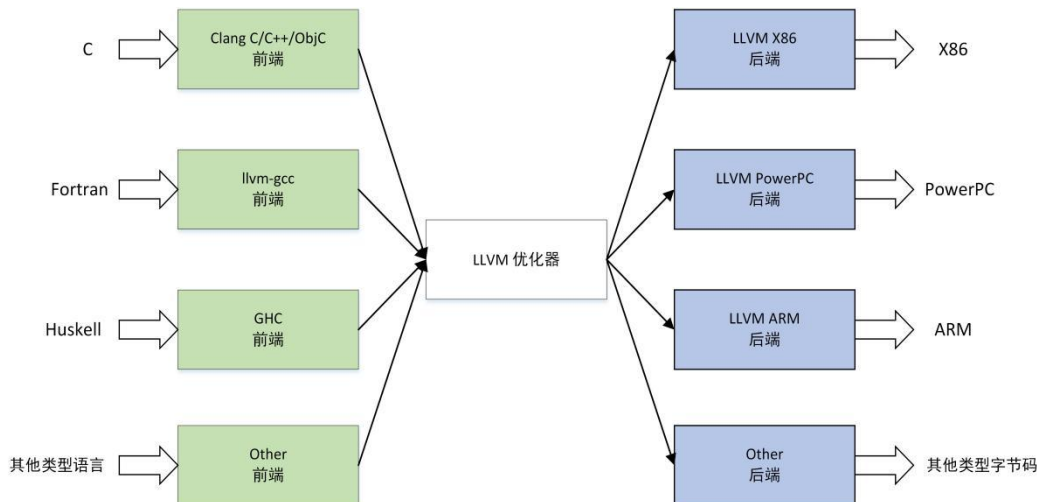 C
Clang C/C++/ObjC
前端
LLVM X86
后端
X86
Fortran
llvm-gcc
前端
LLVM PowerPC
后端
PowerPC
LLVM 优化器
Huskell
GHC
前端
LLVM ARM
后端
ARM
其他类型语言
Other
前端
Other
后端
其他类型字节码